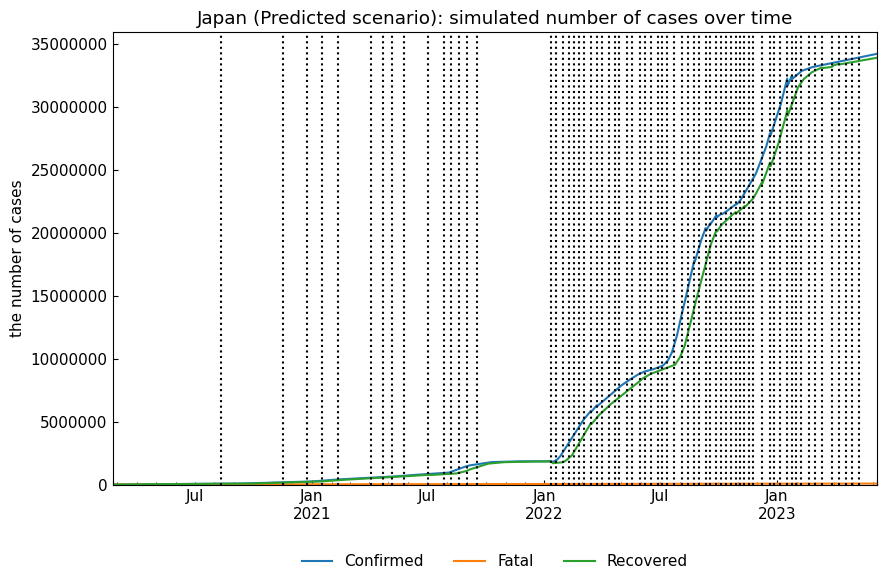 Japan (Predicted scenario): simulated number of cases over time
the number of cases
35000000
30000000
25000000
20000000
15000000
10000000
5000000
0
Jul
Jan
2021
Jul
Jan
2022
Jul
Jan
2023
Confirmed
Fatal
Recovered